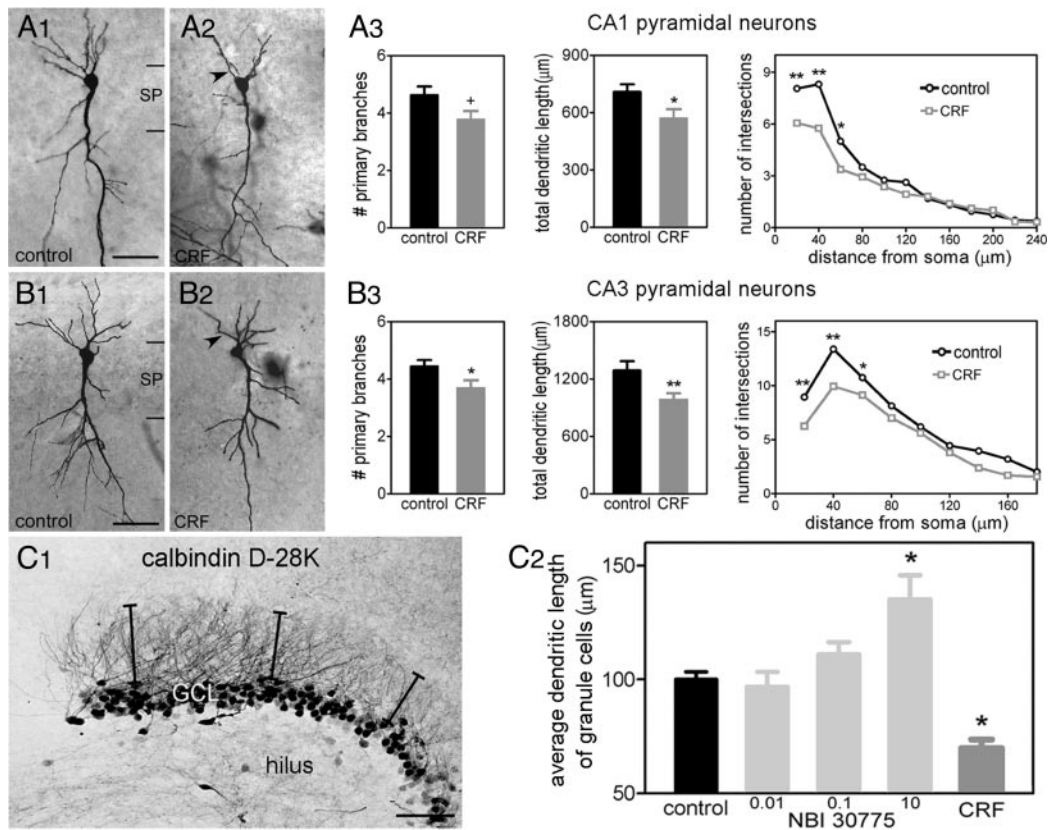 A1
SP
control
A2
CRF
A3
CA1 pyramidal neurons
# primary branches
6
4
2
0
+
control CRF
total dendritic length(μm)
900
600
300
0
*
control CRF
number of intersections
9
6
3
0
** **
*
control
CRF
0 40 80 120 160 200 240
distance from soma (μm)
B1
SP
control
B2
CRF
B3
CA3 pyramidal neurons
# primary branches
6
4
2
0
*
control CRF
total dendritic length(μm)
1800
1200
600
0
**
control CRF
number of intersections
15
10
5
0
**
**
*
control
CRF
0 40 80 120 160
distance from soma (μm)
C1
calbindin D-28K
GCL
hilus
C2
average dendritic length
of granule cells (μm)
150
100
50
*
*
control 0.01 0.1 10 CRF
NBI 30775